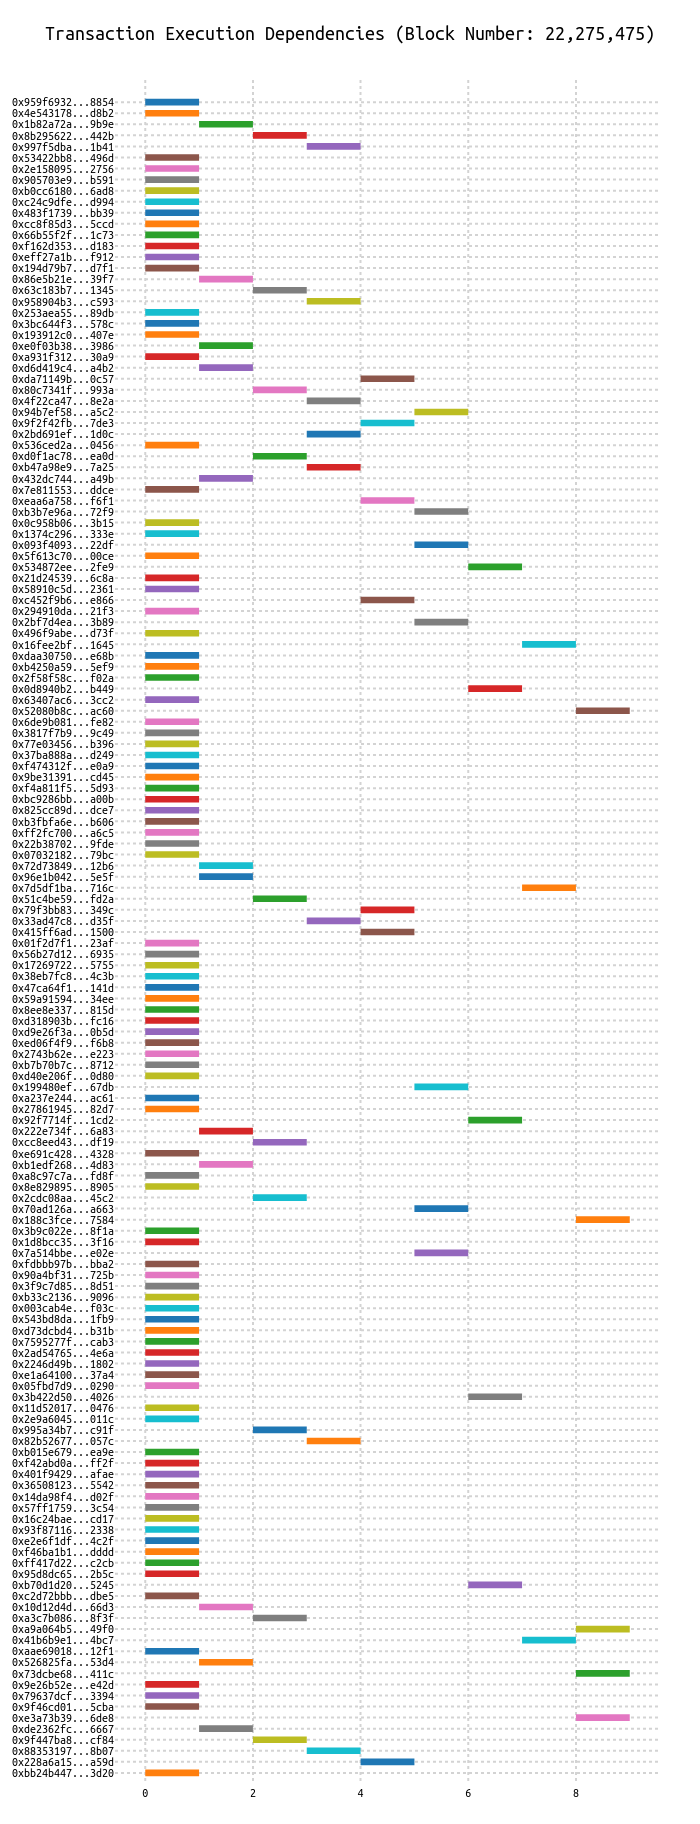 Transaction Execution Dependencies (Block Number: 22,275,475)
0x959f6932...8854
0x4e543178...d8b2
0x1b82a72a...9b9e
0x8b295622...442b
0x997f5dba...1b41
0x53422bb8...496d
0x2e158095...2756
0x905703e9...b591
0xb0cc6180...6ad8
0xc24c9dfe...d994
0x483f1739...bb39
0xcc8f85d3...5ccd
0x66b55f2f...1c73
0xf162d353...d183
0xeff27a1b...f912
0x194d79b7...d7f1
0x86e5b21e...39f7
0x63c183b7...1345
0x958904b3...c593
0x253aea55...89db
0x3bc644f3...578c
0x193912c0...407e
0xe0f03b38...3986
0xa931f312...30a9
0xd6d419c4...a4b2
0xda71149b...0c57
0x80c7341f...993a
0x4f22ca47...8e2a
0x94b7ef58...a5c2
0x9f2f42fb...7de3
0x2bd691ef...1d0c
0x536ced2a...0456
0xd0f1ac78...ea0d
0xb47a98e9...7a25
0x432dc744...a49b
0x7e811553...ddce
0xeaa6a758...f6f1
0xb3b7e96a...72f9
0x0c958b06...3b15
0x1374c296...333e
0x093f4093...22df
0x5f613c70...00ce
0x534872ee...2fe9
0x21d24539...6c8a
0x58910c5d...2361
0xc452f9b6...e866
0x294910da...21f3
0x2bf7d4ea...3b89
0x496f9abe...d73f
0x16fee2bf...1645
0xdaa30750...e68b
0xb4250a59...5ef9
0x2f58f58c...f02a
0x0d8940b2...b449
0x63407ac6...3cc2
0x52080b8c...ac60
0x6de9b081...fe82
0x3817f7b9...9c49
0x77e03456...b396
0x37ba888a...d249
0xf474312f...e0a9
0x9be31391...cd45
0xf4a811f5...5d93
0xbc9286bb...a00b
0x825cc89d...dce7
0xb3fbfa6e...b606
0xff2fc700...a6c5
0x22b38702...9fde
0x07032182...79bc
0x72d73849...12b6
0x96e1b042...5e5f
0x7d5df1ba...716c
0x51c4be59...fd2a
0x79f3bb83...349c
0x33ad47c8...d35f
0x415ff6ad...1500
0x01f2d7f1...23af
0x56b27d12...6935
0x17269722...5755
0x38eb7fc8...4c3b
0x47ca64f1...141d
0x59a91594...34ee
0x8ee8e337...815d
0xd318903b...fc16
0xd9e26f3a...0b5d
0xed06f4f9...f6b8
0x2743b62e...e223
0xb7b70b7c...8712
0xd40e206f...0d80
0x199480ef...67db
0xa237e244...ac61
0x27861945...82d7
0x92f7714f...1cd2
0x222e734f...6a83
0xcc8eed43...df19
0xe691c428...4328
0xb1edf268...4d83
0xa8c97c7a...fd8f
0x8e829895...8905
0x2cdc08aa...45c2
0x70ad126a...a663
0x188c3fce...7584
0x3b9c022e...8f1a
0x1d8bcc35...3f16
0x7a514bbe...e02e
0xfdbbb97b...bba2
0x90a4bf31...725b
0x3f9c7d85...8d51
0xb33c2136...9096
0x003cab4e...f03c
0x543bd8da...1fb9
0xd73dcbd4...b31b
0x7595277f...cab3
0x2ad54765...4e6a
0x2246d49b...1802
0xe1a64100...37a4
0x05fbd7d9...0290
0x3b422d50...4026
0x11d52017...0476
0x2e9a6045...011c
0x995a34b7...c91f
0x82b52677...057c
0xb015e679...ea9e
0xf42abd0a...ff2f
0x401f9429...afae
0x36508123...5542
0x14da98f4...d02f
0x57ff1759...3c54
0x16c24bae...cd17
0x93f87116...2338
0xe2e6f1df...4c2f
0xf46ba1b1...dddd
0xff417d22...c2cb
0x95d8dc65...2b5c
0xb70d1d20...5245
0xc2d72bbb...dbe5
0x10d12d4d...66d3
0xa3c7b086...8f3f
0xa9a064b5...49f0
0x41b6b9e1...4bc7
0xaae69018...12f1
0x526825fa...53d4
0x73dcbe68...411c
0x9e26b52e...e42d
0x79637dcf...3394
0x9f46cd01...5cba
0xe3a73b39...6de8
0xde2362fc...6667
0x9f447ba8...cf84
0x88353197...8b07
0x228a6a15...a59d
0xbb24b447...3d20
0 2 4 6 8